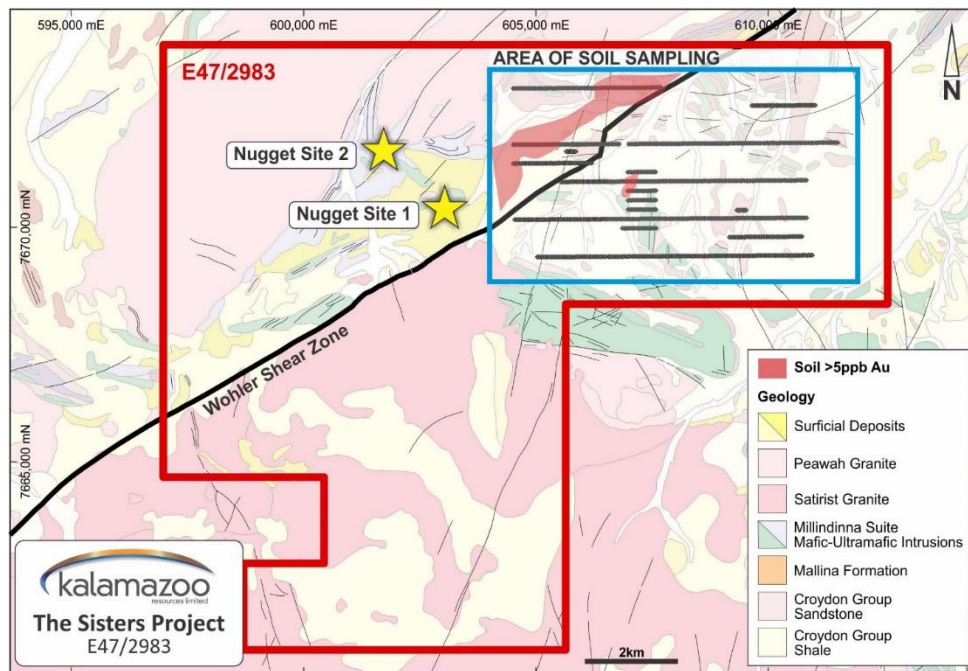 595,000 mE
600,000 mE
605,000 mE
610,000 mE
E47/2983
AREA OF SOIL SAMPLING
N
Nugget Site 2
Nugget Site 1
7670,000 mN
Wohler Shear Zone
7665,000 mN
Soil >5ppb Au
Geology
Surficial Deposits
Peawah Granite
Satirist Granite
Millindinna Suite
Mafic-Ultramafic Intrusions
Mallina Formation
Croydon Group
Sandstone
Croydon Group
Shale
kalamazoo
resources limited
The Sisters Project
E47/2983
2km